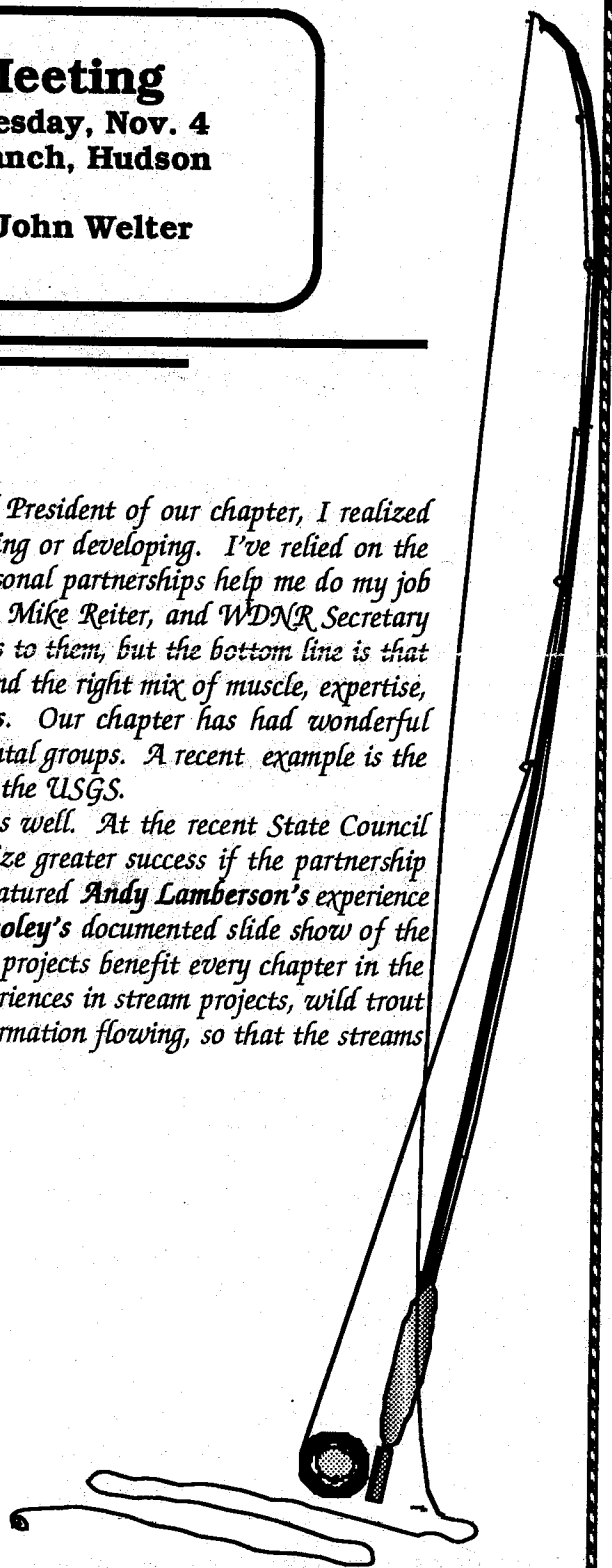 Meeting
esday, Nov. 4
anch, Hudson
John Welter
President of our chapter, I realized
ing or developing. I've relied on the
sonal partnerships help me do my job
Mike Reiter, and WDNR Secretary
s to them, but the bottom line is that
nd the right mix of muscle, expertise,
s. Our chapter has had wonderful
ntal groups. A recent example is the
the USGS.
s well. At the recent State Council
ize greater success if the partnership
atured Andy Lamberson's experience
oley's documented slide show of the
projects benefit every chapter in the
riences in stream projects, wild trout
rmation flowing, so that the streams